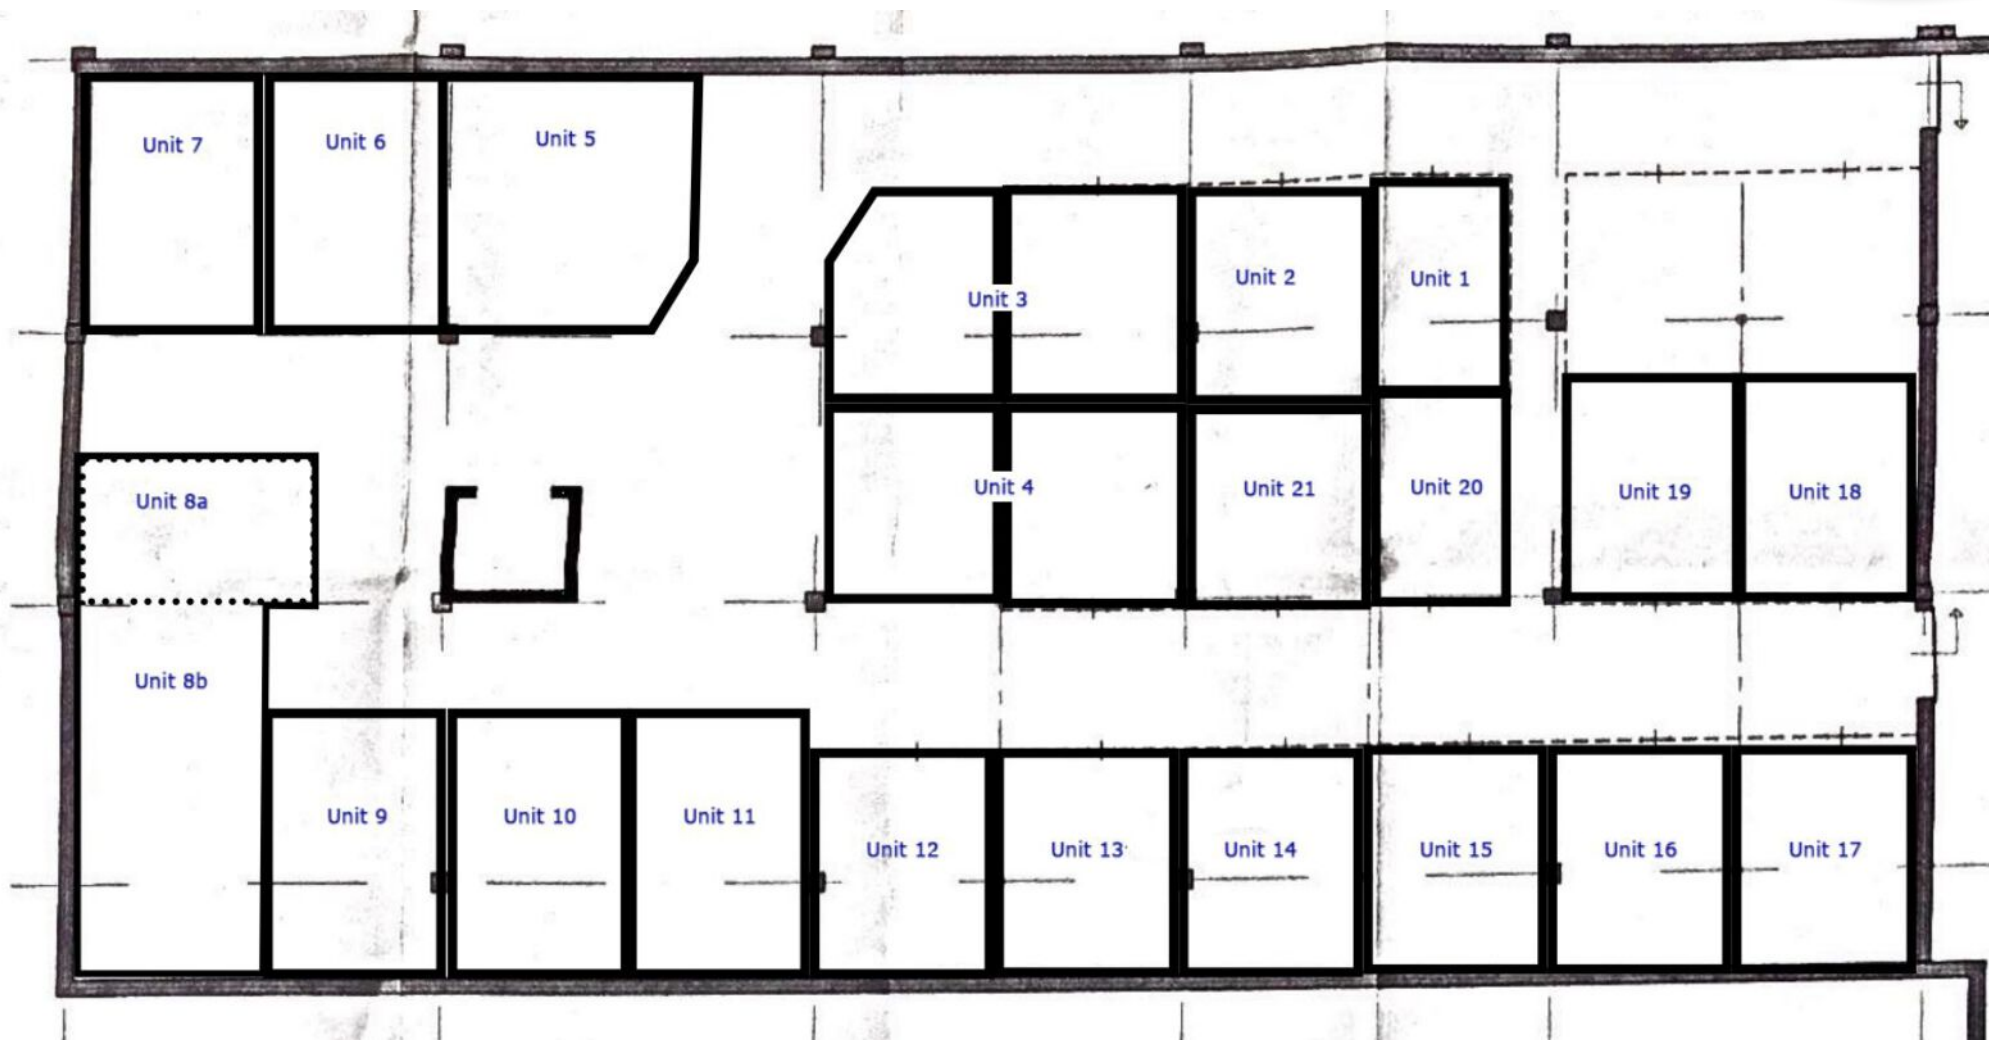 Unit 7
Unit 6
Unit 5
Unit 3
Unit 2
Unit 1
Unit 8a
Unit 4
Unit 21
Unit 20
Unit 19
Unit 18
Unit 8b
Unit 9
Unit 10
Unit 11
Unit 12
Unit 13
Unit 14
Unit 15
Unit 16
Unit 17